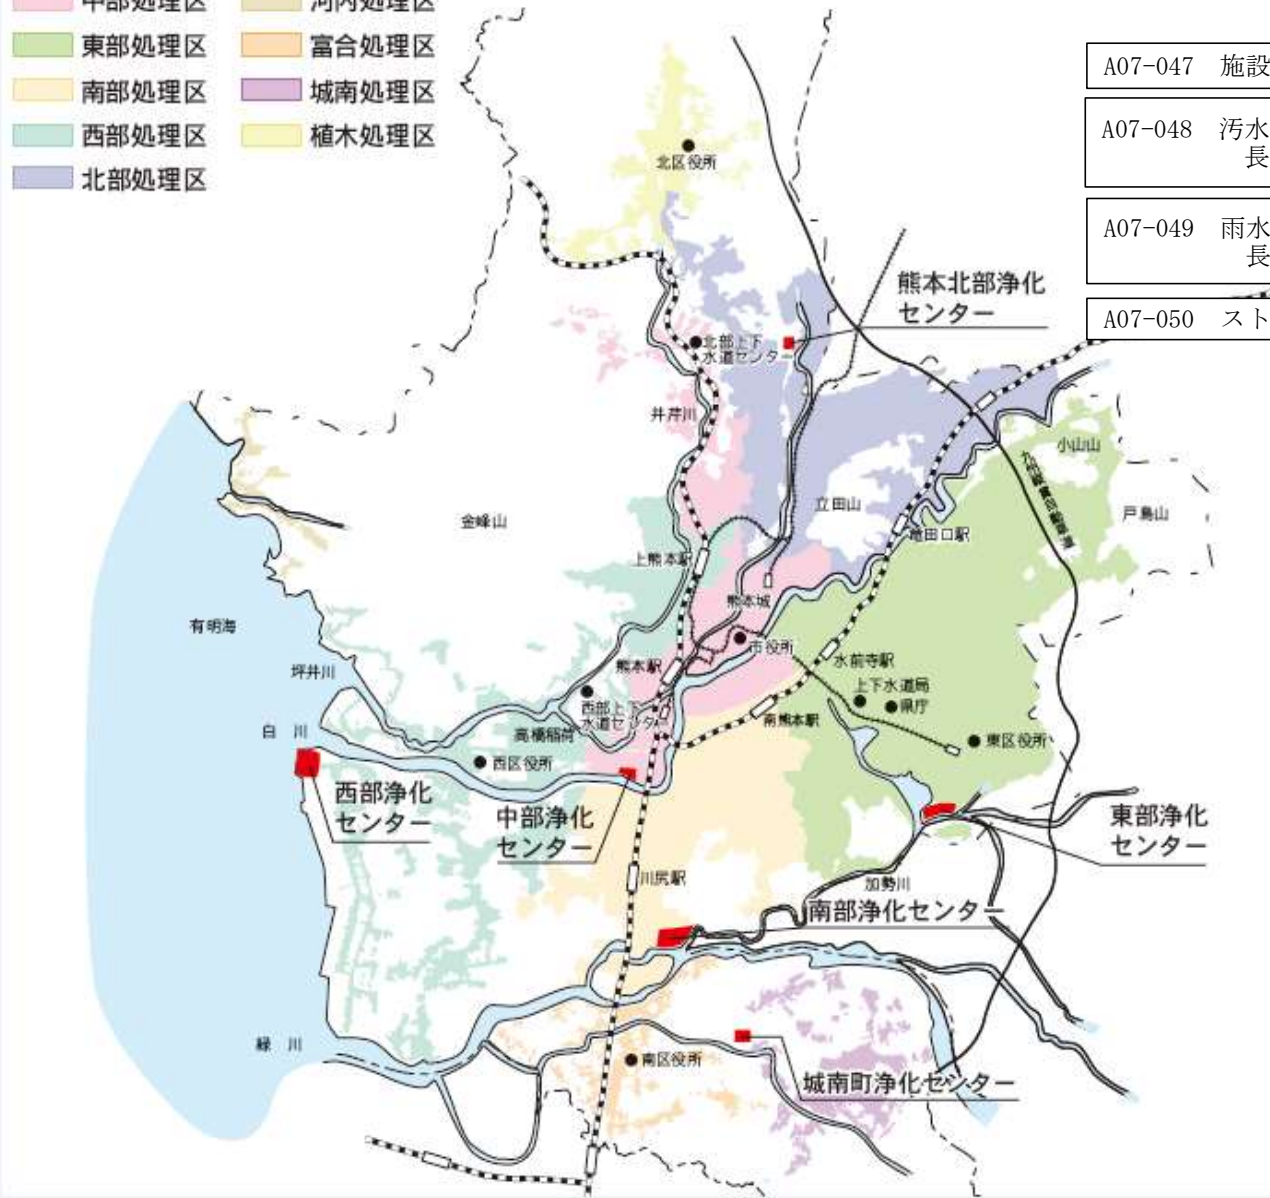 中部処理区
河内処理区
東部処理区
富合処理区
南部処理区
城南処理区
西部処理区
植木処理区
北部処理区
A07-047 施設
A07-048 汚水
長
A07-049 雨水
長
A07-050 スト
北区役所
熊本北部浄化
センター
北部上下
水道センター
井芹川
小山山
戸島山
立田山
金峰山
竜田口駅
上熊本駅
熊本城
有明海
市役所
水前寺駅
坪井川
熊本駅
上下水道局
県庁
西部上下
水道センター
南熊本駅
白川
高橋稲荷
東区役所
西区役所
西部浄化
センター
中部浄化
センター
東部浄化
センター
川尻駅
加勢川
南部浄化センター
緑川
南区役所
城南町浄化センター